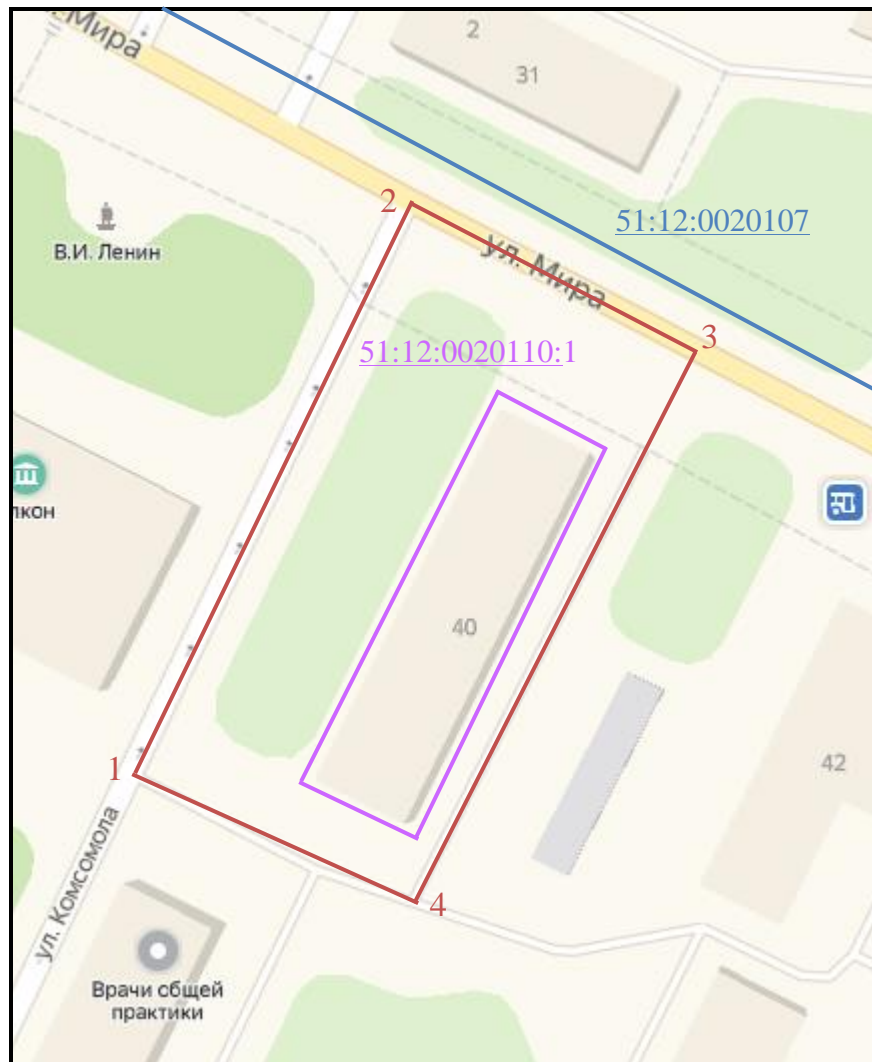 . Мира
2
31
2
51:12:0020107
В.И. Ленин
ул. Мира
3
51:12:0020110:1
лкон
40
42
1
ул. Комсомола
4
Врачи общей
практики